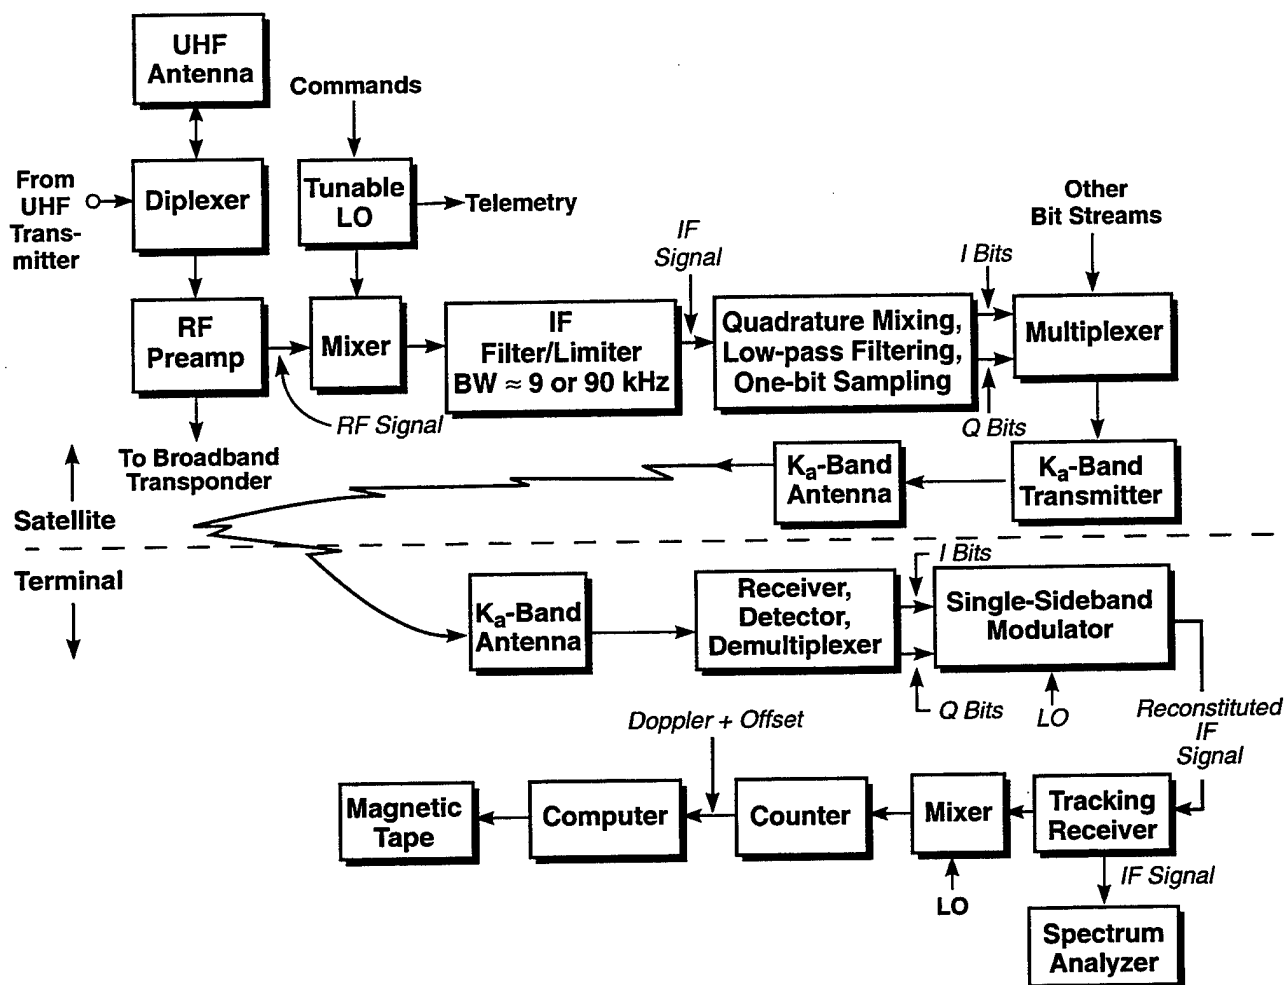 UHF
Antenna
Commands
From
UHF
Trans-
mitter
Diplexer
Tunable
LO
Telemetry
Other
Bit Streams
IF
Signal
I Bits
RF
Preamp
Mixer
IF
Filter/Limiter
BW ≈ 9 or 90 kHz
Quadrature Mixing,
Low-pass Filtering,
One-bit Sampling
Multiplexer
RF Signal
Q Bits
To Broadband
Transponder
Ka-Band
Antenna
Ka-Band
Transmitter
Satellite
Terminal
Ka-Band
Antenna
Receiver,
Detector,
Demultiplexer
I Bits
Single-Sideband
Modulator
Q Bits
LO
Reconstituted
IF
Signal
Doppler + Offset
Magnetic
Tape
Computer
Counter
Mixer
Tracking
Receiver
LO
IF Signal
Spectrum
Analyzer